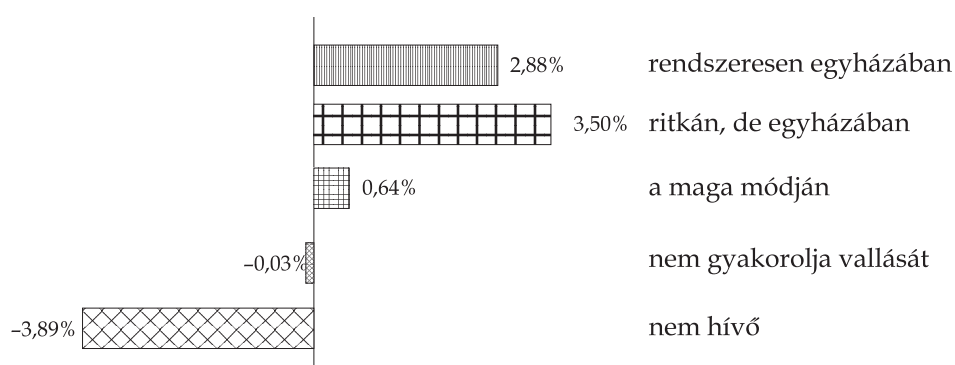 2,88% rendszeresen egyházában
3,50% ritkán, de egyházában
0,64% a maga módján
–0,03% nem gyakorolja vallását
–3,89% nem hívő